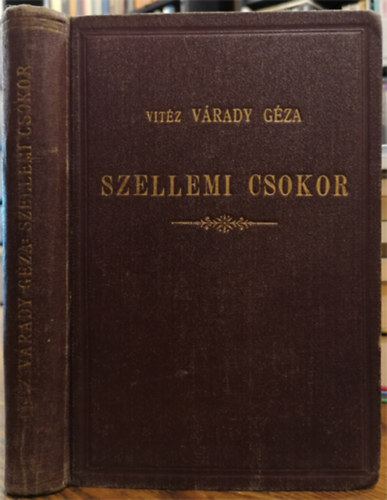 VITÉZ VÁRADY GÉZA
SZELLEMI CSOKOR
VÁRADY GÉZA: SZELLEMI CSOKOR